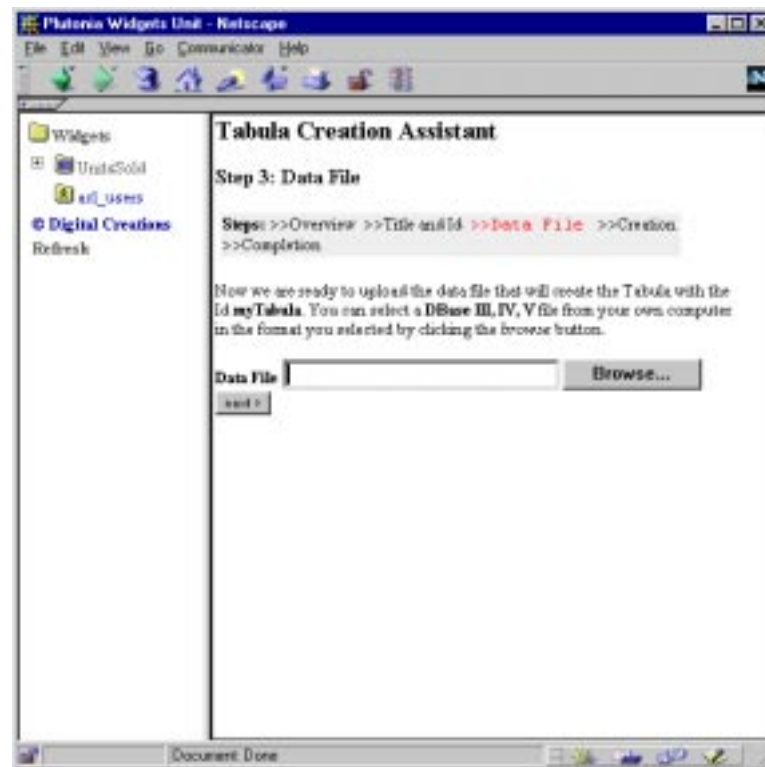 Plutonia Widgets Unit - Netscape
File Edit View Go Communicator Help
Widgets
UnitsSold
acl_users
© Digital Creations
Refresh
Tabula Creation Assistant
Step 3: Data File
Steps: >>Overview >>Title and Id >>Data File >>Creation
>>Completion
Now we are ready to upload the data file that will create the Tabula with the
Id myTabula. You can select a DBase III, IV, V file from your own computer
in the format you selected by clicking the browse button.
Data File Browse...
next >
Document: Done